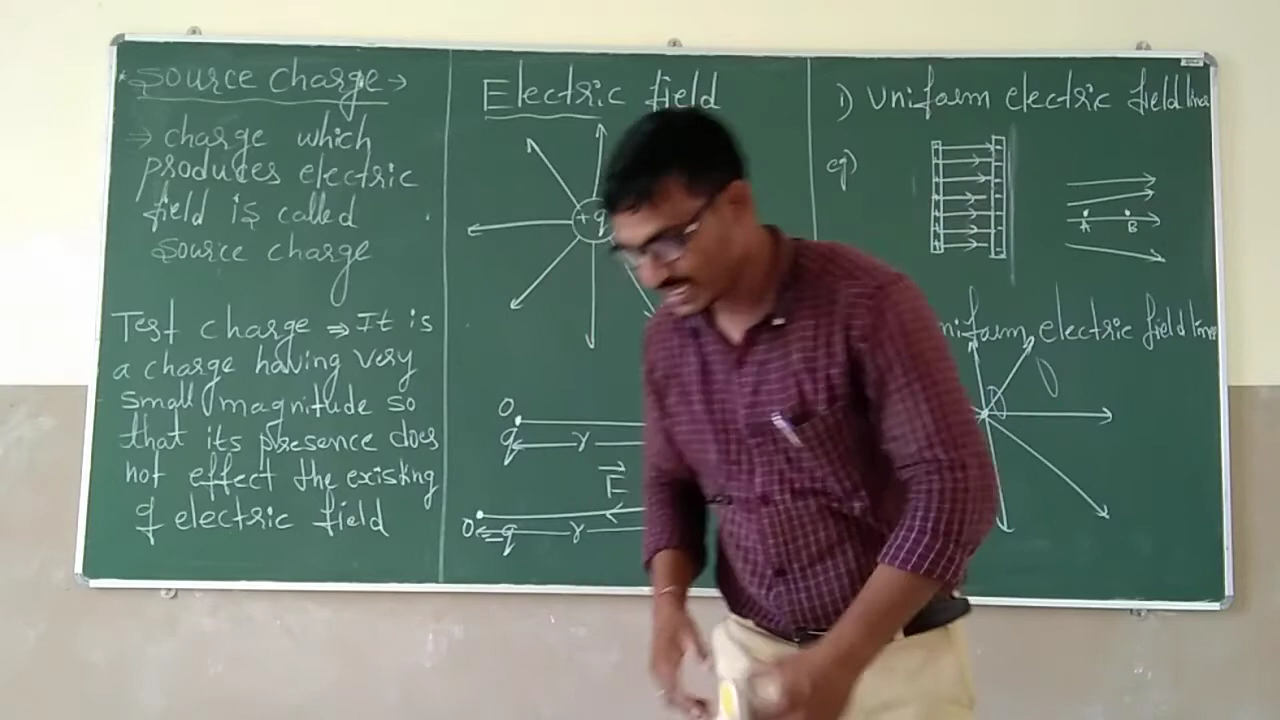 * Source charge →
→ charge which
produces electric
field is called
source charge
Test charge ⇒ It is
a charge having very
small magnitude so
that its presence does
not effect the existing
of electric field
Electric field
+q
O
q
r
E
O
-q
r
i) Uniform electric field lines
eg)
A B
niform electric field lines